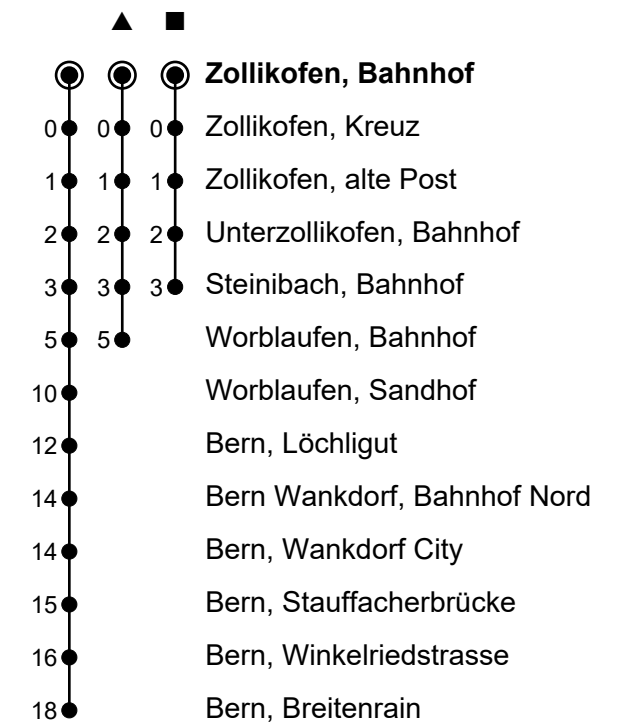 ▲ ■
Zollikofen, Bahnhof
0 0 0 Zollikofen, Kreuz
1 1 1 Zollikofen, alte Post
2 2 2 Unterzollikofen, Bahnhof
3 3 3 Steinibach, Bahnhof
5 5 Worblaufen, Bahnhof
10 Worblaufen, Sandhof
12 Bern, Löchligut
14 Bern Wankdorf, Bahnhof Nord
14 Bern, Wankdorf City
15 Bern, Stauffacherbrücke
16 Bern, Winkelriedstrasse
18 Bern, Breitenrain